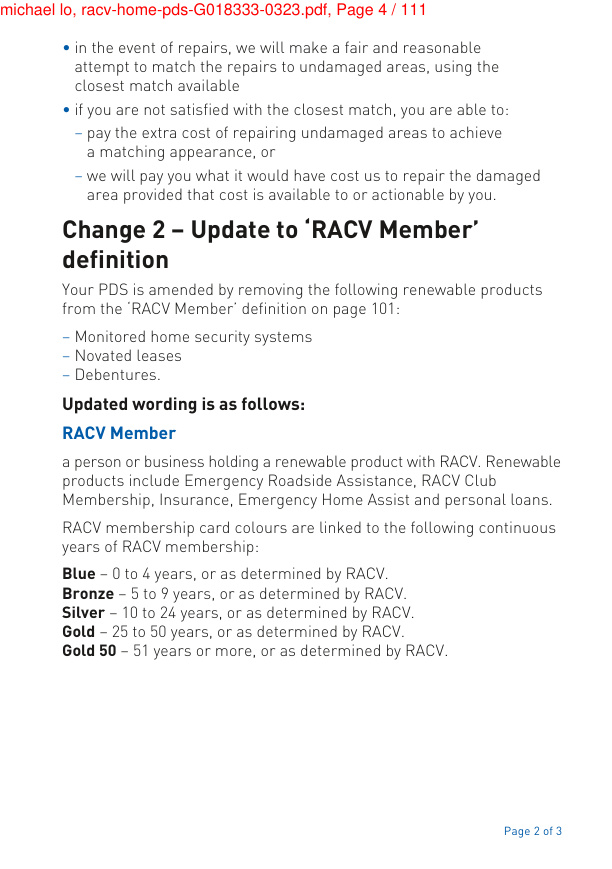 michael lo, racv-home-pds-G018333-0323.pdf, Page 4 / 111
• in the event of repairs, we will make a fair and reasonable
attempt to match the repairs to undamaged areas, using the
closest match available
• if you are not satisfied with the closest match, you are able to:
– pay the extra cost of repairing undamaged areas to achieve
a matching appearance, or
– we will pay you what it would have cost us to repair the damaged
area provided that cost is available to or actionable by you.
Change 2 – Update to ‘RACV Member’
definition
Your PDS is amended by removing the following renewable products
from the ‘RACV Member’ definition on page 101:
– Monitored home security systems
– Novated leases
– Debentures.
Updated wording is as follows:
RACV Member
a person or business holding a renewable product with RACV. Renewable
products include Emergency Roadside Assistance, RACV Club
Membership, Insurance, Emergency Home Assist and personal loans.
RACV membership card colours are linked to the following continuous
years of RACV membership:
Blue – 0 to 4 years, or as determined by RACV.
Bronze – 5 to 9 years, or as determined by RACV.
Silver – 10 to 24 years, or as determined by RACV.
Gold – 25 to 50 years, or as determined by RACV.
Gold 50 – 51 years or more, or as determined by RACV.
Page 2 of 3